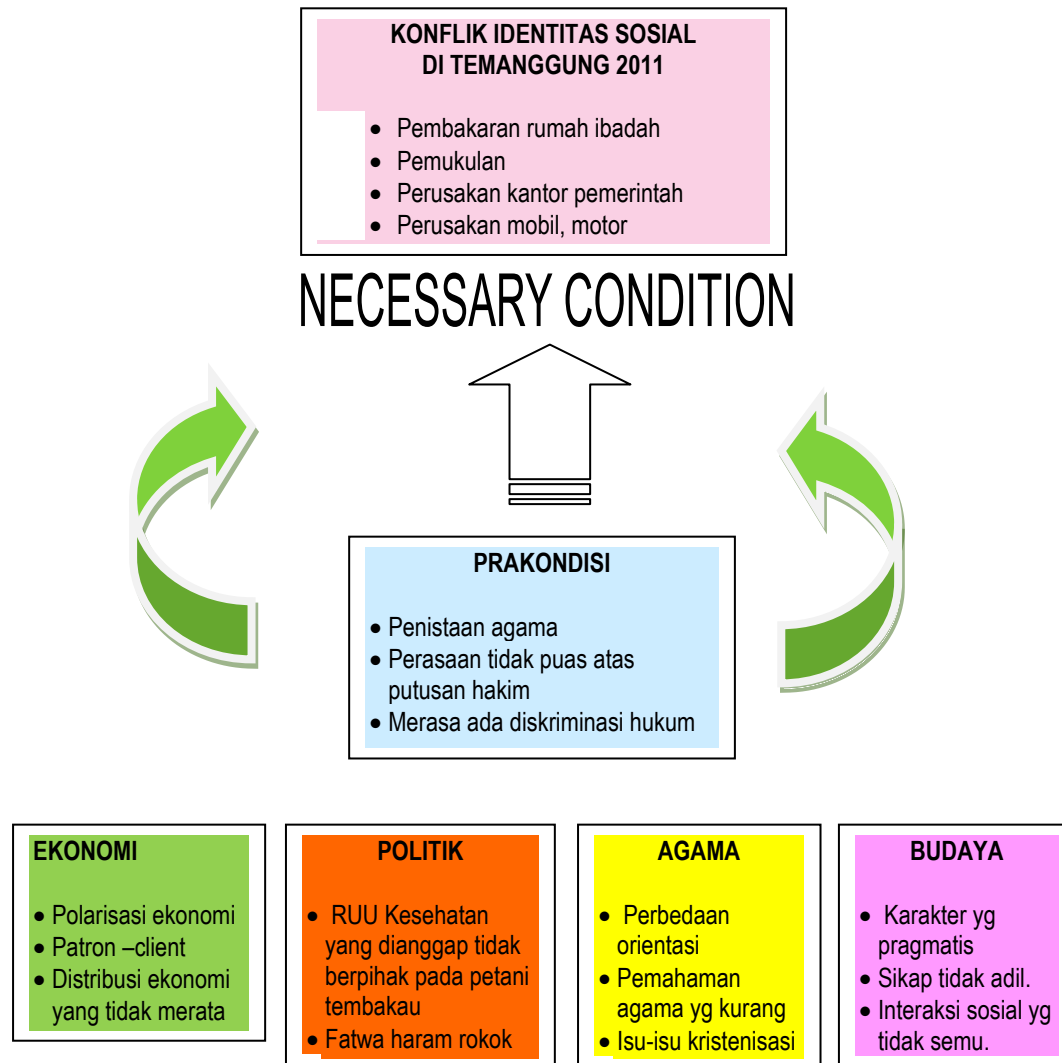 KONFLIK IDENTITAS SOSIAL
DI TEMANGGUNG 2011
• Pembakaran rumah ibadah
• Pemukulan
• Perusakan kantor pemerintah
• Perusakan mobil, motor
NECESSARY CONDITION
PRAKONDISI
• Penistaan agama
• Perasaan tidak puas atas
putusan hakim
• Merasa ada diskriminasi hukum
EKONOMI
• Polarisasi ekonomi
• Patron –client
• Distribusi ekonomi
yang tidak merata
POLITIK
• RUU Kesehatan
yang dianggap tidak
berpihak pada petani
tembakau
• Fatwa haram rokok
AGAMA
• Perbedaan
orientasi
• Pemahaman
agama yg kurang
• Isu-isu kristenisasi
BUDAYA
• Karakter yg
pragmatis
• Sikap tidak adil.
• Interaksi sosial yg
tidak semu.